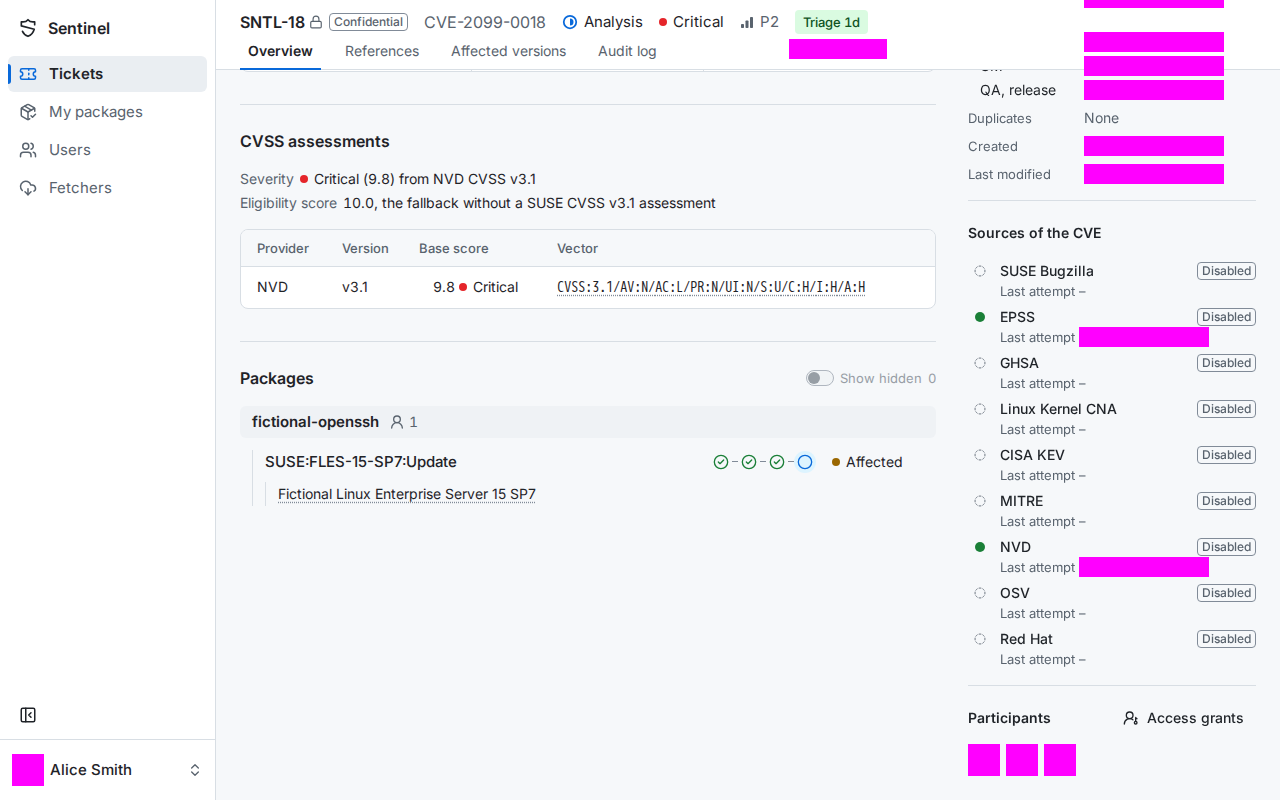 Sentinel
Tickets
My packages
Users
Fetchers
Alice Smith
SNTL-18 Confidential CVE-2099-0018 Analysis Critical P2 Triage 1d
Overview References Affected versions Audit log
CVSS assessments
Severity Critical (9.8) from NVD CVSS v3.1
Eligibility score 10.0, the fallback without a SUSE CVSS v3.1 assessment
Provider Version Base score Vector
NVD v3.1 9.8 Critical CVSS:3.1/AV:N/AC:L/PR:N/UI:N/S:U/C:H/I:H/A:H
Packages Show hidden 0
fictional-openssh 1
SUSE:FLES-15-SP7:Update Affected
Fictional Linux Enterprise Server 15 SP7
QA, release
Duplicates None
Created
Last modified
Sources of the CVE
SUSE Bugzilla Disabled
Last attempt –
EPSS Disabled
Last attempt
GHSA Disabled
Last attempt –
Linux Kernel CNA Disabled
Last attempt –
CISA KEV Disabled
Last attempt –
MITRE Disabled
Last attempt –
NVD Disabled
Last attempt
OSV Disabled
Last attempt –
Red Hat Disabled
Last attempt –
Participants Access grants